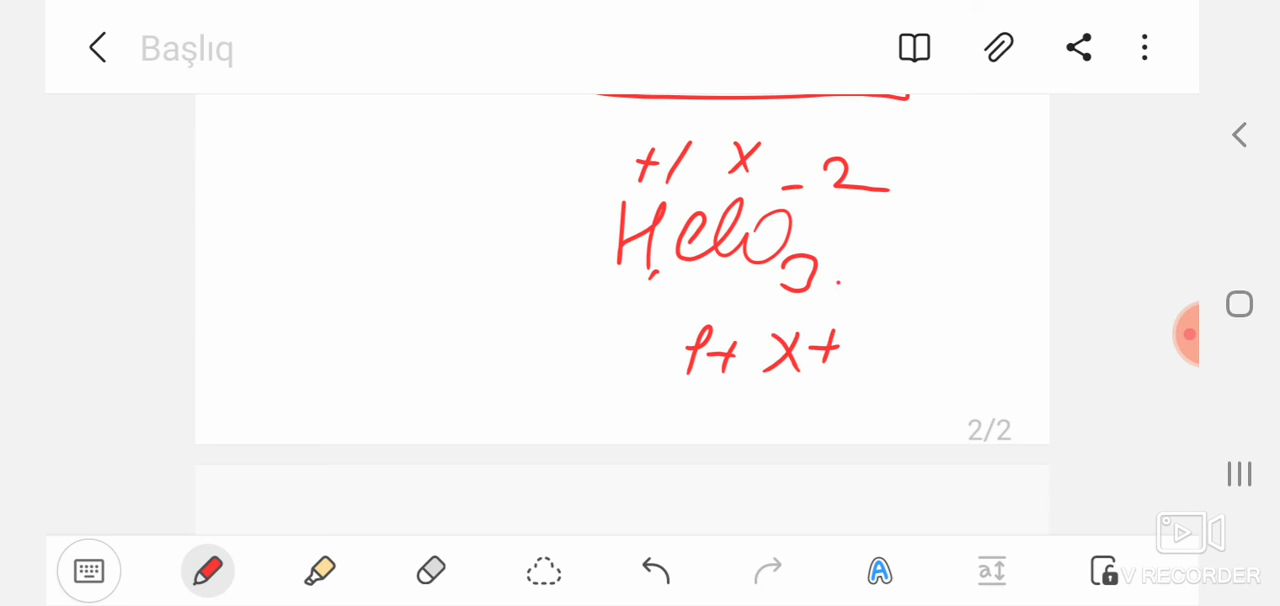 Başlıq
+1 x -2
HClO3.
1+ x+
2/2
V RECORDER